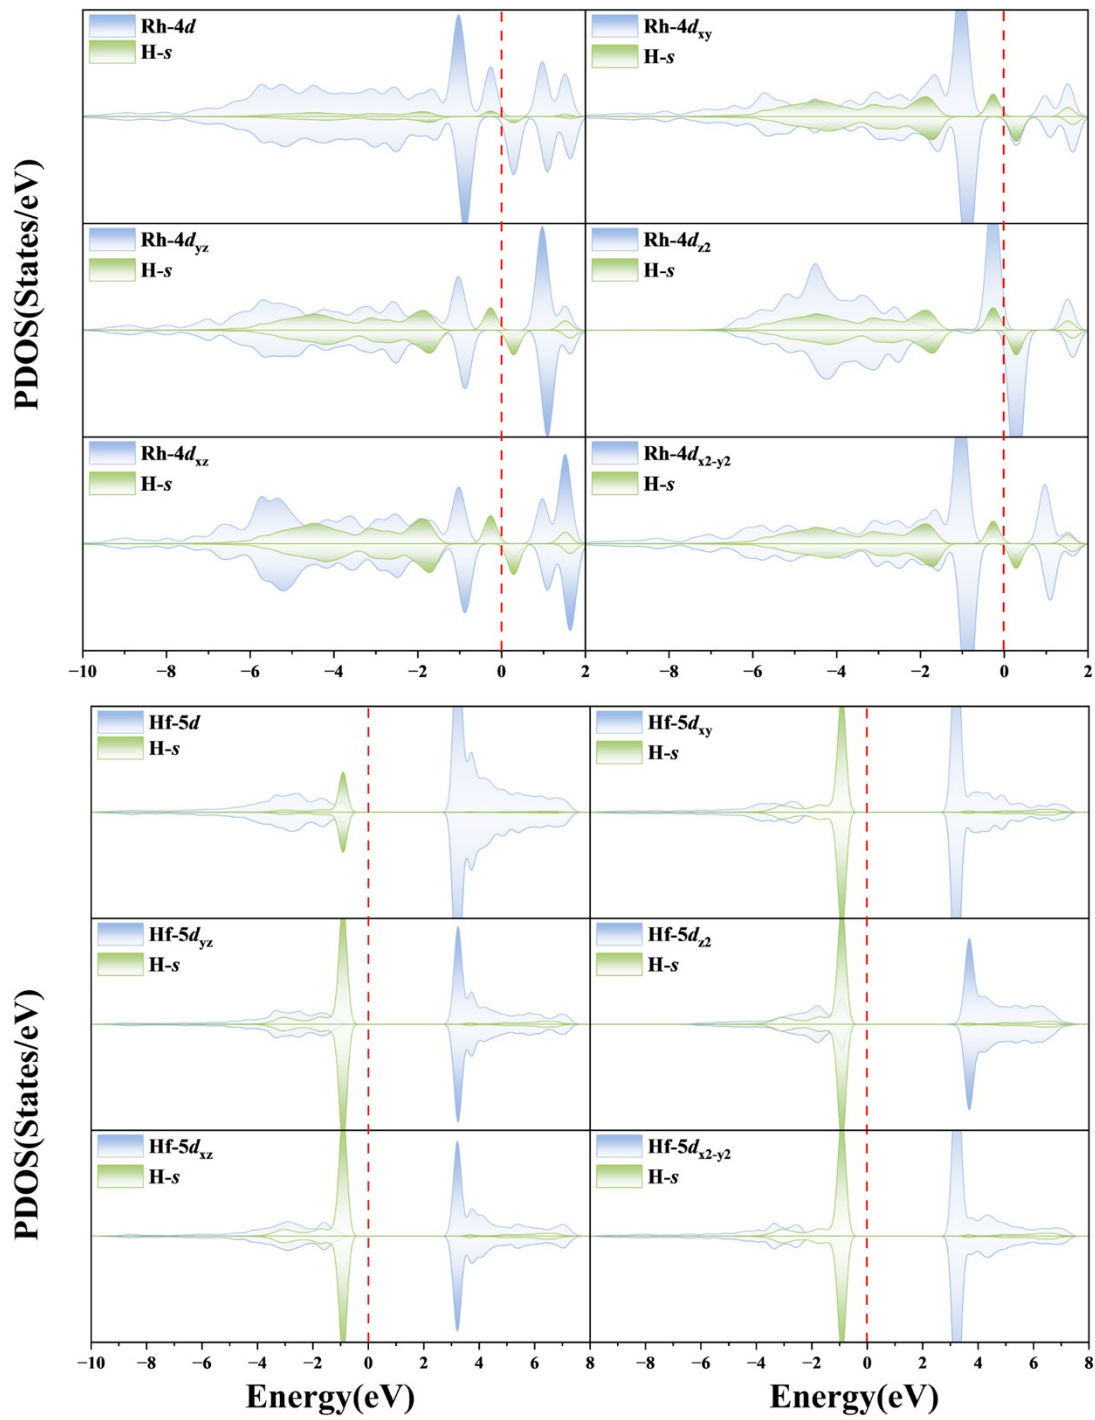 Rh-4d
H-s
Rh-4dxy
H-s
PDOS(States/eV)
Rh-4dyz
H-s
Rh-4dz2
H-s
Rh-4dxz
H-s
Rh-4dx2-y2
H-s
−10 −8 −6 −4 −2 0 2
−8 −6 −4 −2 0 2
Hf-5d
H-s
Hf-5dxy
H-s
PDOS(States/eV)
Hf-5dyz
H-s
Hf-5dz2
H-s
Hf-5dxz
H-s
Hf-5dx2-y2
H-s
−10 −8 −6 −4 −2 0 2 4 6 8
−8 −6 −4 −2 0 2 4 6 8
Energy(eV)
Energy(eV)